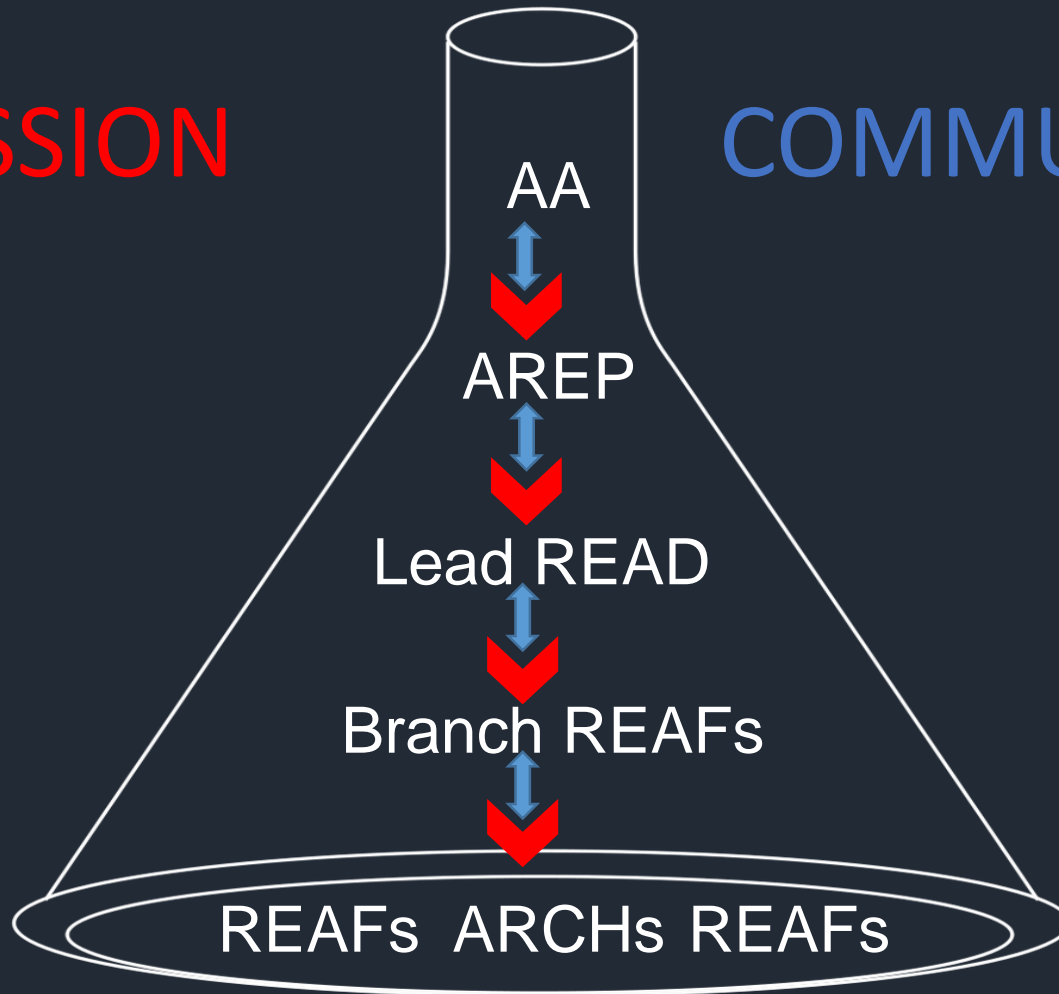 SSION COMMU
AA
AREP
Lead READ
Branch REAFs
REAFs ARCHs REAFs